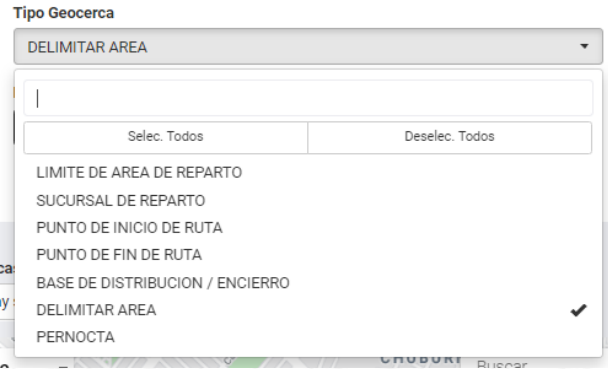 Tipo Geocerca
DELIMITAR AREA
Selec. Todos Deselec. Todos
LIMITE DE AREA DE REPARTO
SUCURSAL DE REPARTO
PUNTO DE INICIO DE RUTA
PUNTO DE FIN DE RUTA
BASE DE DISTRIBUCION / ENCIERRO
DELIMITAR AREA
PERNOCTA
Buscar